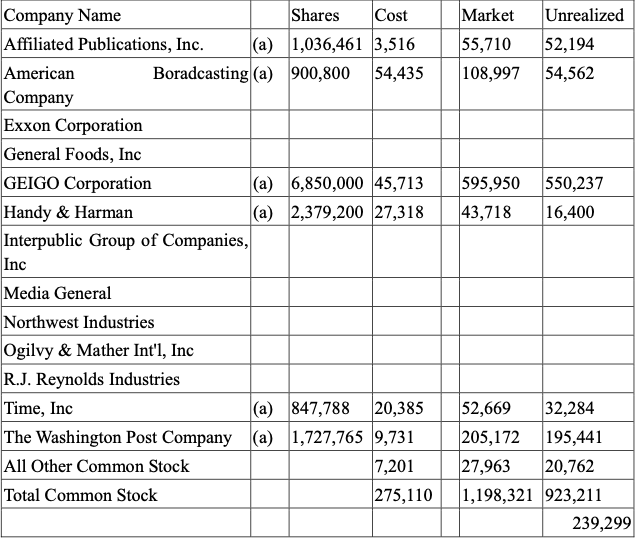 Company Name Shares Cost Market Unrealized
Affiliated Publications, Inc. (a) 1,036,461 3,516 55,710 52,194
American Boradcasting (a) 900,800 54,435 108,997 54,562
Company
Exxon Corporation
General Foods, Inc
GEIGO Corporation (a) 6,850,000 45,713 595,950 550,237
Handy & Harman (a) 2,379,200 27,318 43,718 16,400
Interpublic Group of Companies,
Inc
Media General
Northwest Industries
Ogilvy & Mather Int'l, Inc
R.J. Reynolds Industries
Time, Inc (a) 847,788 20,385 52,669 32,284
The Washington Post Company (a) 1,727,765 9,731 205,172 195,441
All Other Common Stock 7,201 27,963 20,762
Total Common Stock 275,110 1,198,321 923,211
239,299